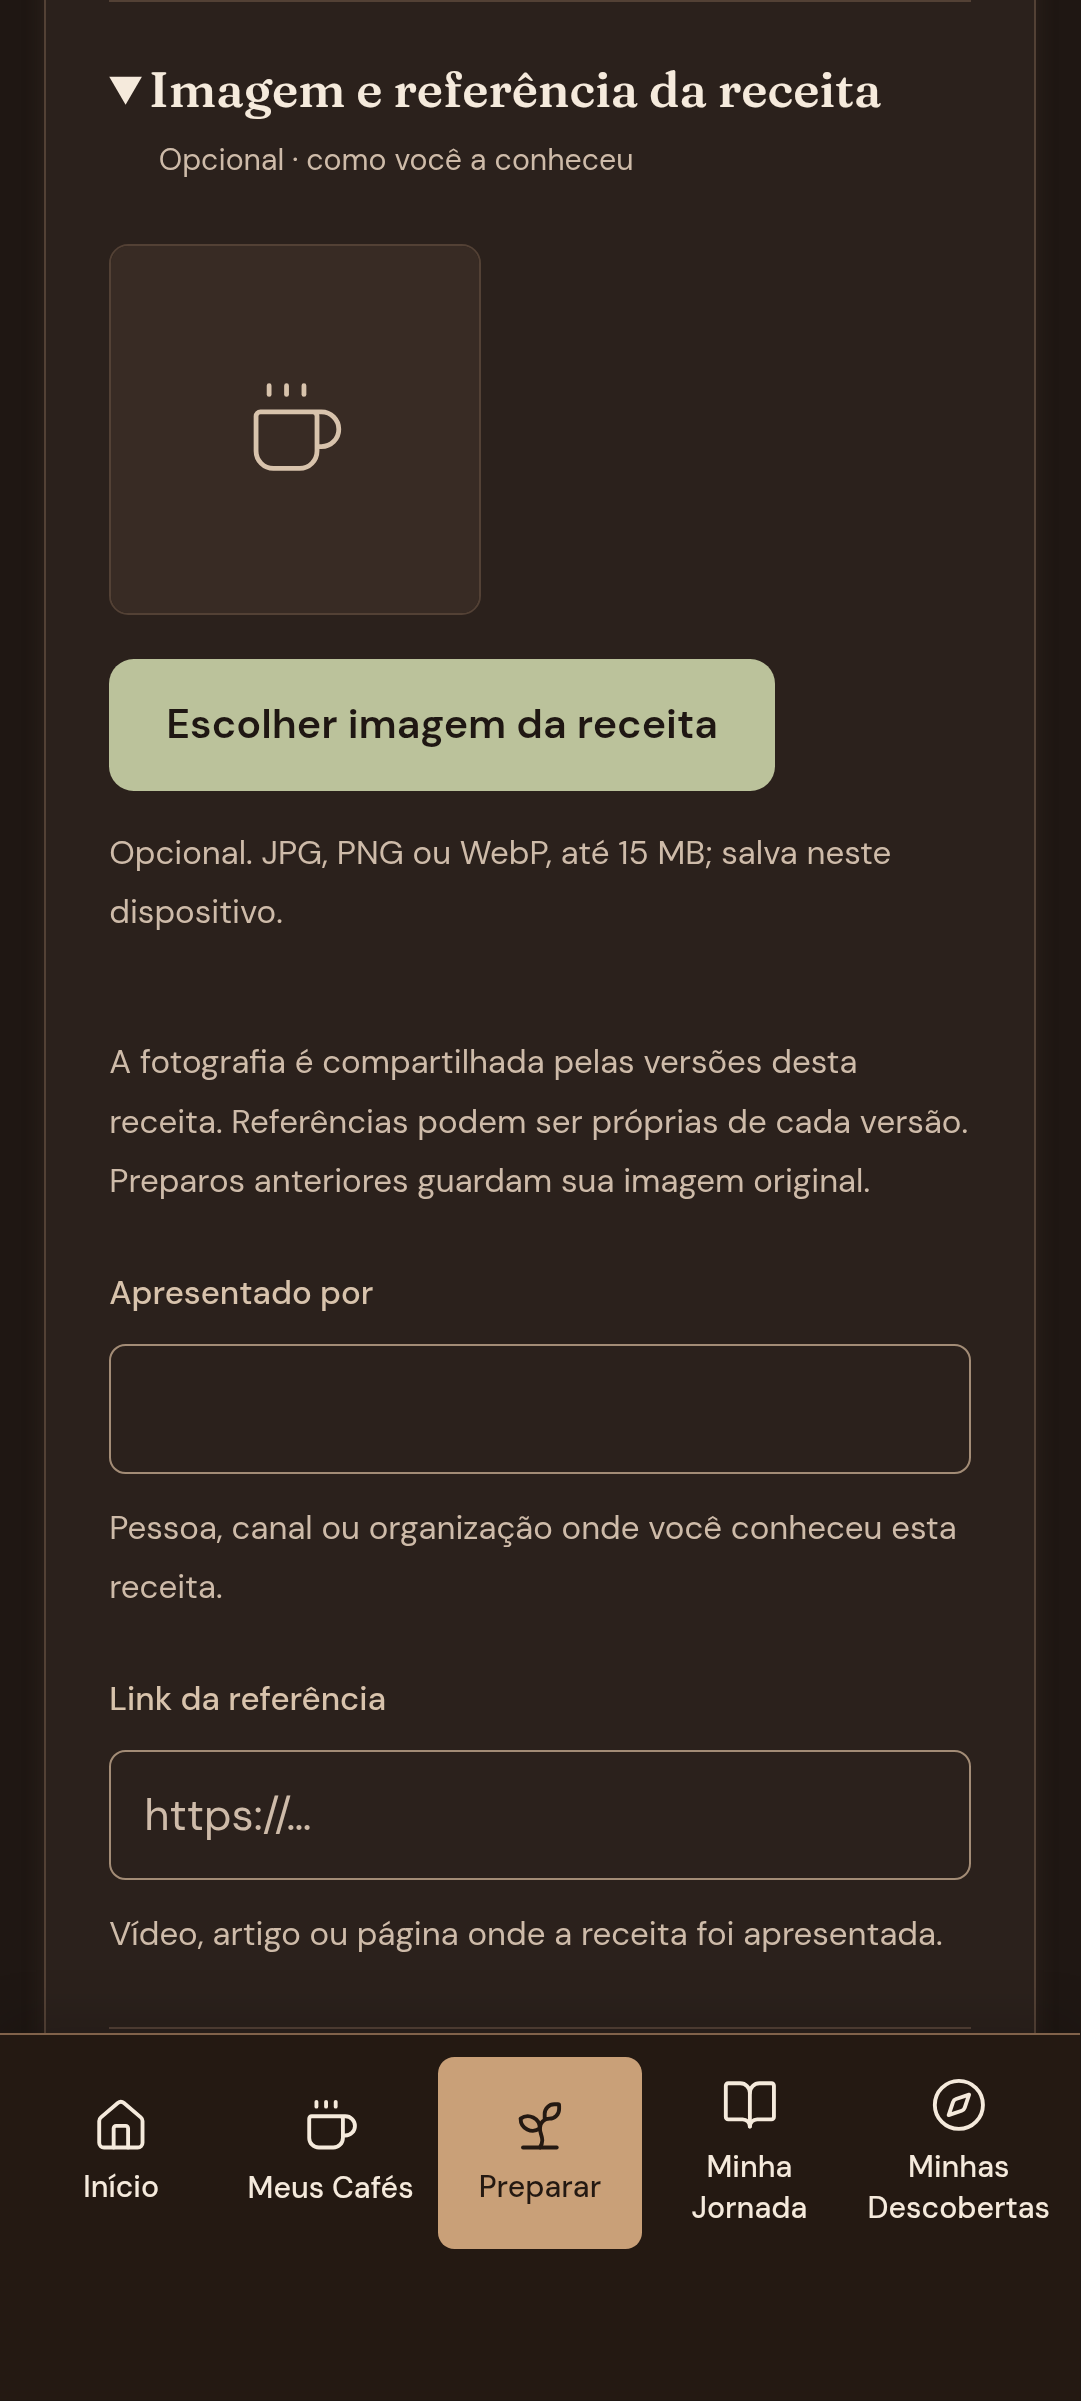 Imagem e referência da receita
Opcional · como você a conheceu
Escolher imagem da receita
Opcional. JPG, PNG ou WebP, até 15 MB; salva neste
dispositivo.
A fotografia é compartilhada pelas versões desta
receita. Referências podem ser próprias de cada versão.
Preparos anteriores guardam sua imagem original.
Apresentado por
Pessoa, canal ou organização onde você conheceu esta
receita.
Link da referência
https://...
Vídeo, artigo ou página onde a receita foi apresentada.
Início
Meus Cafés
Preparar
Minha
Jornada
Minhas
Descobertas